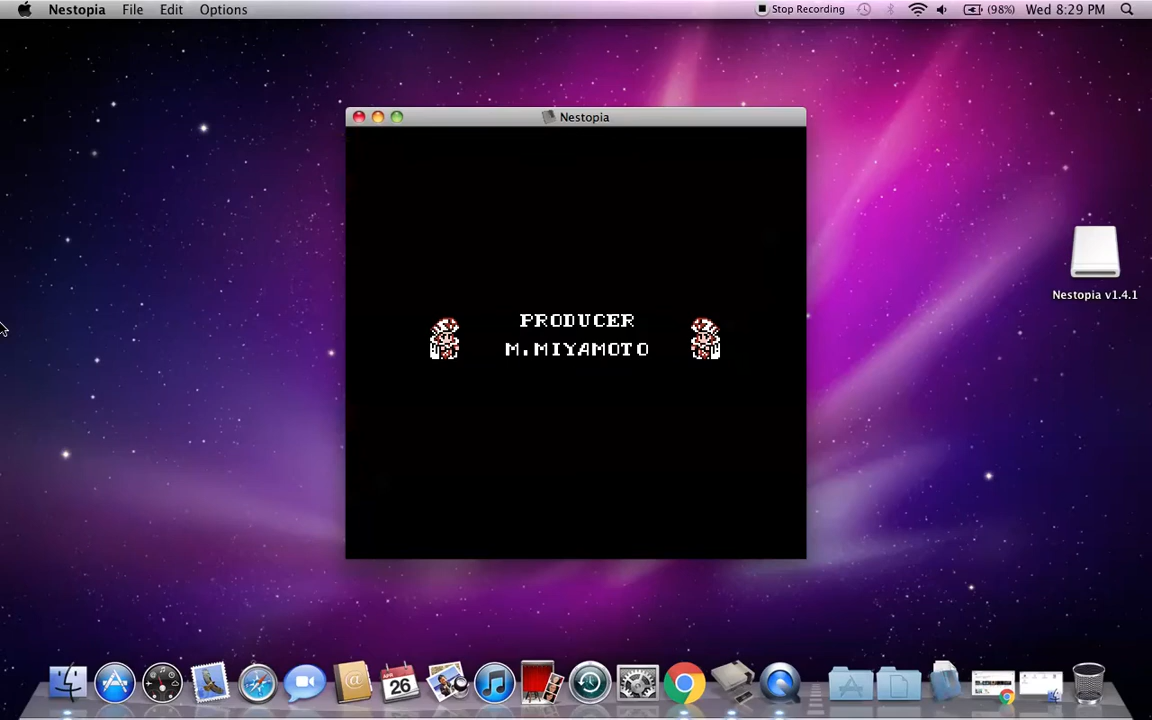 Nestopia File Edit Options Stop Recording (98%) Wed 8:29 PM
Nestopia
PRODUCER
M.MIYAMOTO
Nestopia v1.4.1
26